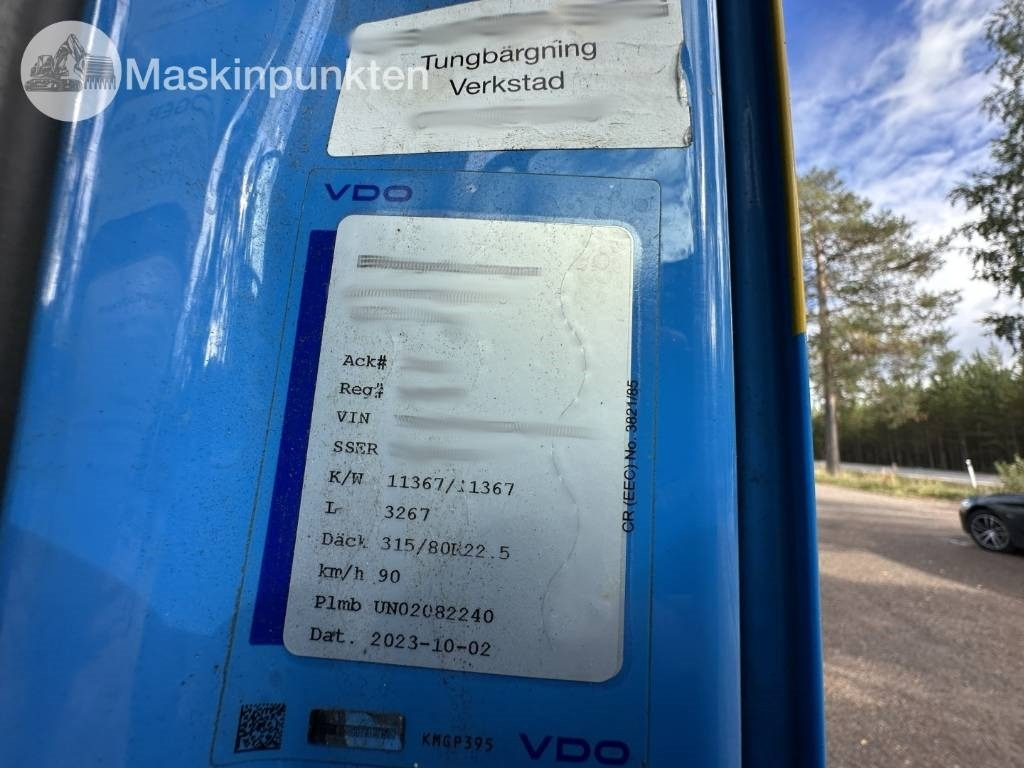 Maskinpunkten
Tungbärgning
Verkstad
VDO
Ack#
Reg#
VIN
SSER
K/W 11367/11367
L 3267
Däck 315/80R22.5
km/h 90
Plmb UN02082240
Dat. 2023-10-02
CR (EEC) No. 3821/85
KMGP395
VDO